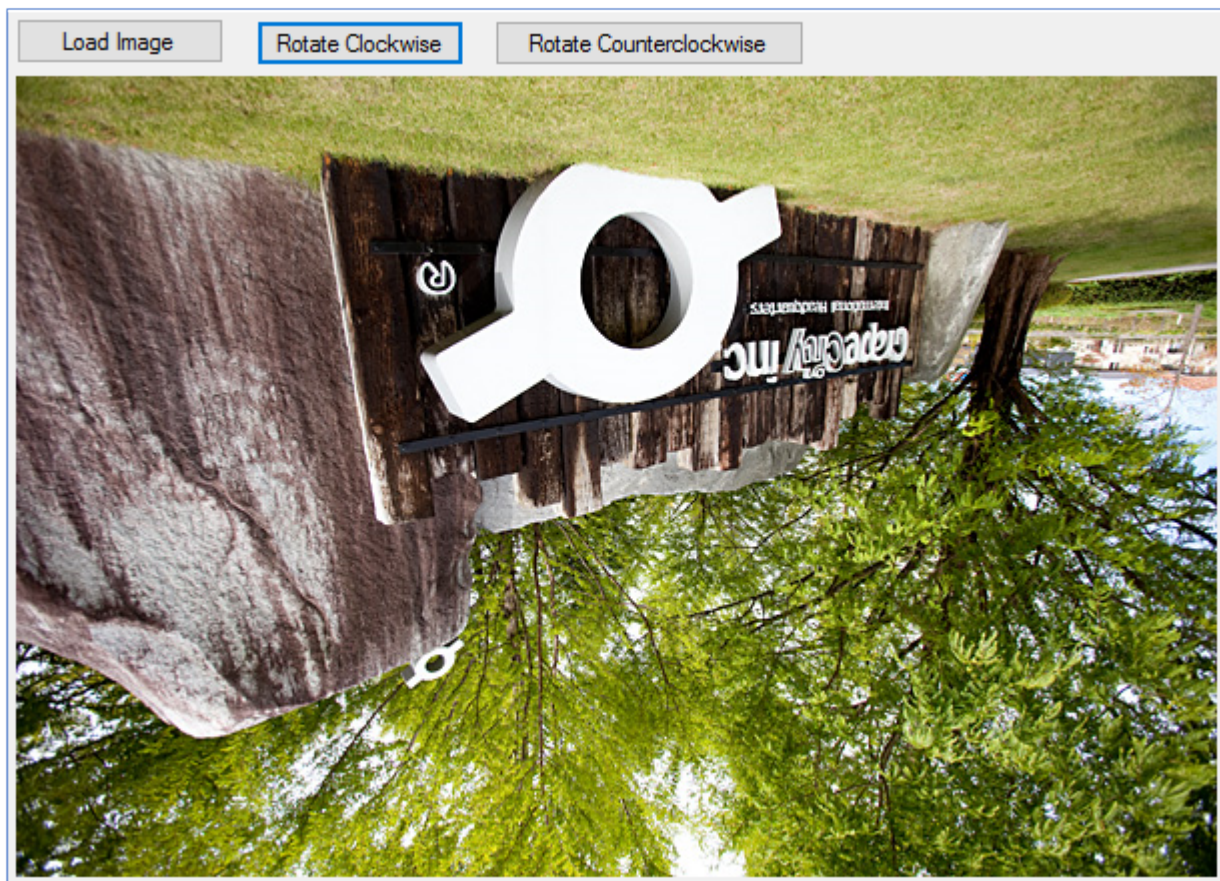 Load Image
Rotate Clockwise
Rotate Counterclockwise
GrapeCity inc
International Headquarters
®